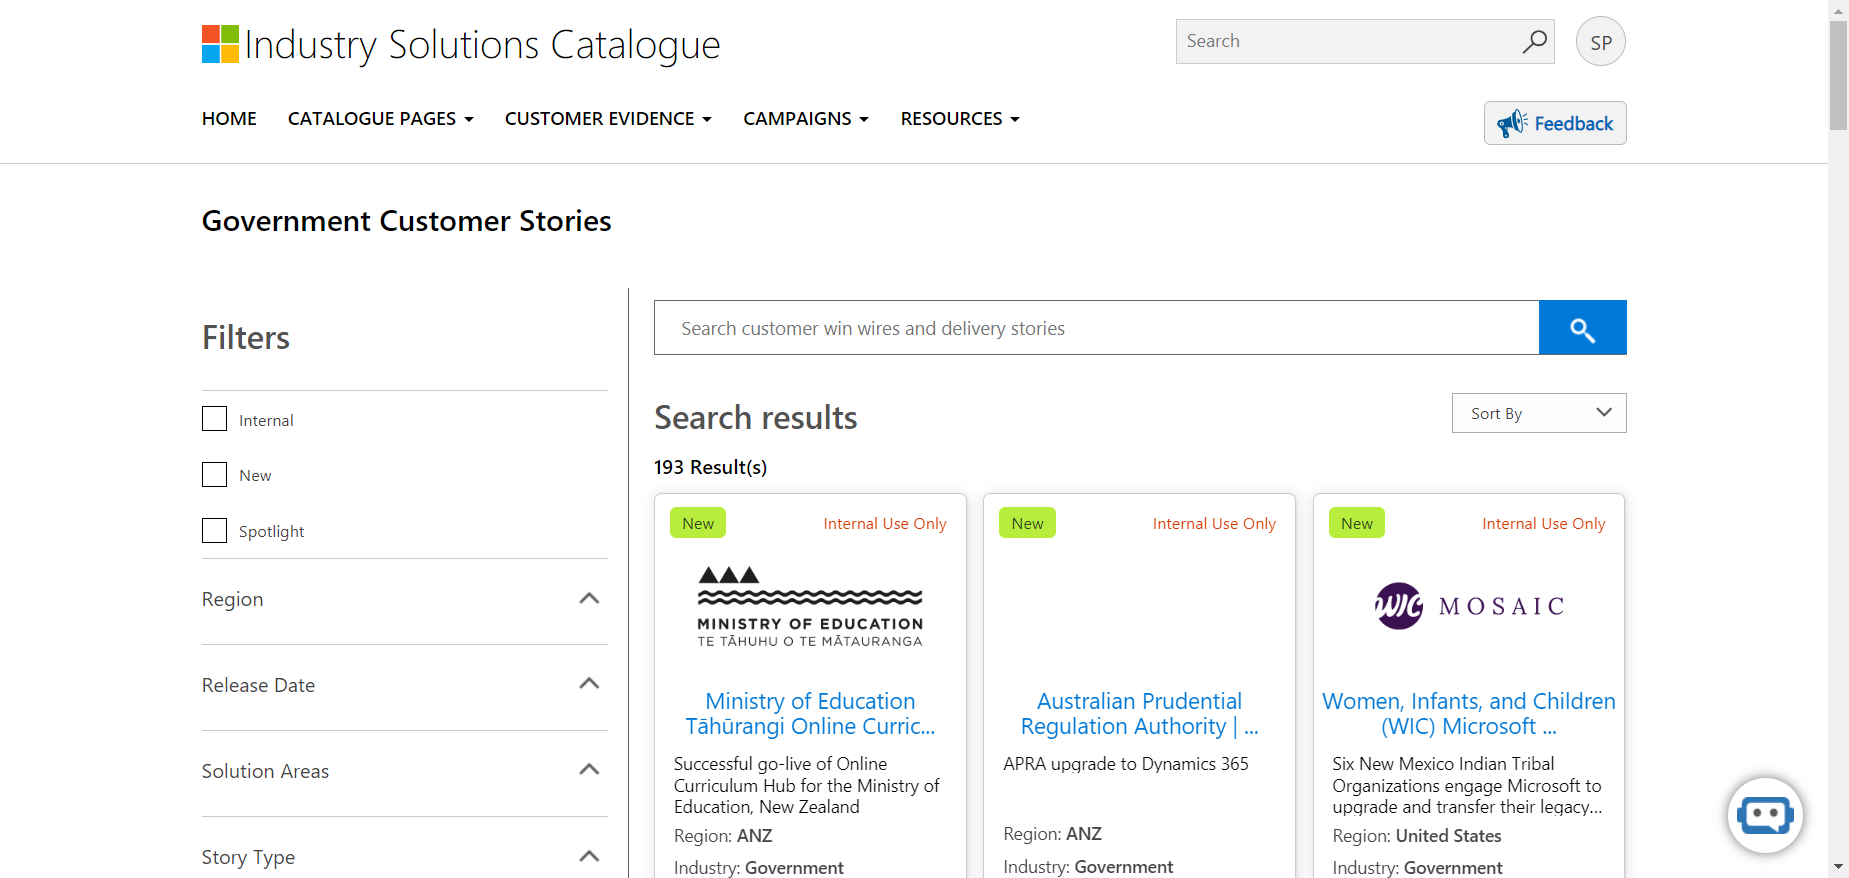 Industry Solutions Catalogue
Search
SP
HOME
CATALOGUE PAGES
CUSTOMER EVIDENCE
CAMPAIGNS
RESOURCES
Feedback
Government Customer Stories
Filters
Internal
New
Spotlight
Region
Release Date
Solution Areas
Story Type
Search customer win wires and delivery stories
Search results
Sort By
193 Result(s)
New
Internal Use Only
MINISTRY OF EDUCATION
TE TĀHUHU O TE MĀTAURANGA
Ministry of Education
Tāhūrangi Online Curric...
Successful go-live of Online
Curriculum Hub for the Ministry of
Education, New Zealand
Region: ANZ
Industry: Government
New
Internal Use Only
Australian Prudential
Regulation Authority | ...
APRA upgrade to Dynamics 365
Region: ANZ
Industry: Government
New
Internal Use Only
WIC MOSAIC
Women, Infants, and Children
(WIC) Microsoft ...
Six New Mexico Indian Tribal
Organizations engage Microsoft to
upgrade and transfer their legacy...
Region: United States
Industry: Government